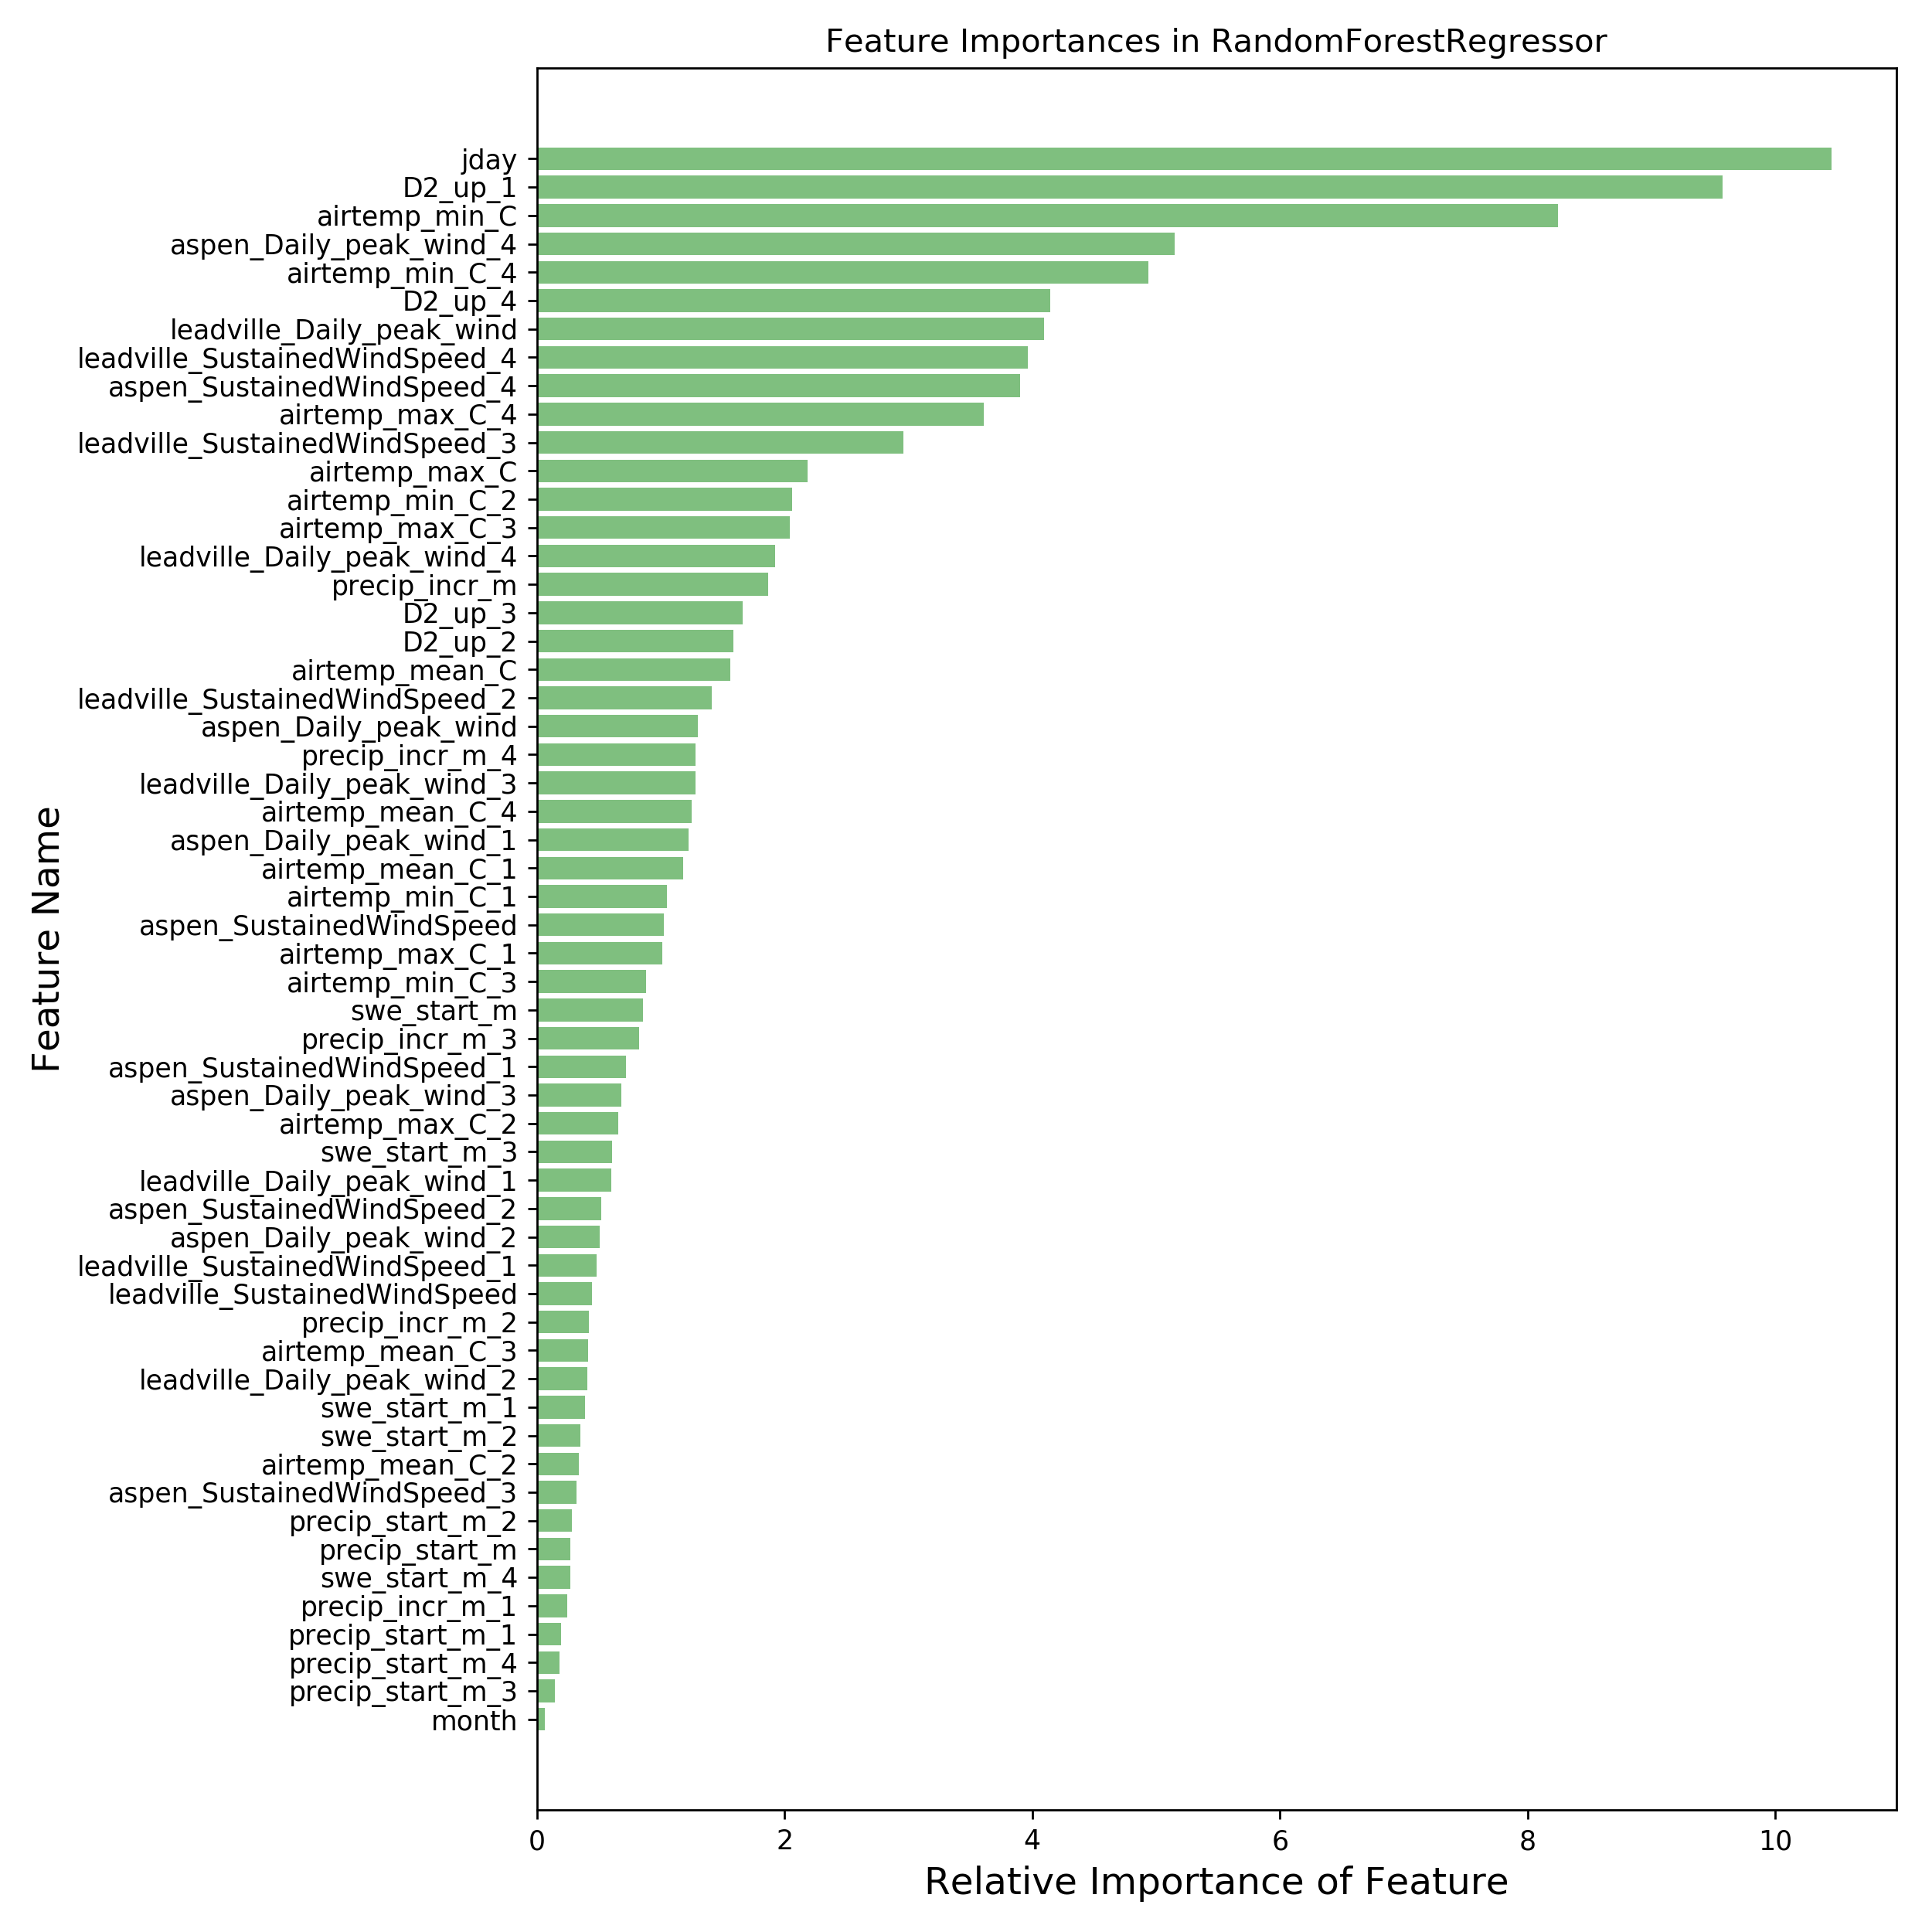 Feature Importances in RandomForestRegressor
jday
D2_up_1
airtemp_min_C
aspen_Daily_peak_wind_4
airtemp_min_C_4
D2_up_4
leadville_Daily_peak_wind
leadville_SustainedWindSpeed_4
aspen_SustainedWindSpeed_4
airtemp_max_C_4
leadville_SustainedWindSpeed_3
airtemp_max_C
airtemp_min_C_2
airtemp_max_C_3
leadville_Daily_peak_wind_4
precip_incr_m
D2_up_3
D2_up_2
airtemp_mean_C
leadville_SustainedWindSpeed_2
aspen_Daily_peak_wind
precip_incr_m_4
leadville_Daily_peak_wind_3
airtemp_mean_C_4
aspen_Daily_peak_wind_1
airtemp_mean_C_1
airtemp_min_C_1
aspen_SustainedWindSpeed
airtemp_max_C_1
airtemp_min_C_3
swe_start_m
precip_incr_m_3
aspen_SustainedWindSpeed_1
aspen_Daily_peak_wind_3
airtemp_max_C_2
swe_start_m_3
leadville_Daily_peak_wind_1
aspen_SustainedWindSpeed_2
aspen_Daily_peak_wind_2
leadville_SustainedWindSpeed_1
leadville_SustainedWindSpeed
precip_incr_m_2
airtemp_mean_C_3
leadville_Daily_peak_wind_2
swe_start_m_1
swe_start_m_2
airtemp_mean_C_2
aspen_SustainedWindSpeed_3
precip_start_m_2
precip_start_m
swe_start_m_4
precip_incr_m_1
precip_start_m_1
precip_start_m_4
precip_start_m_3
month
Feature Name
0 2 4 6 8 10
Relative Importance of Feature